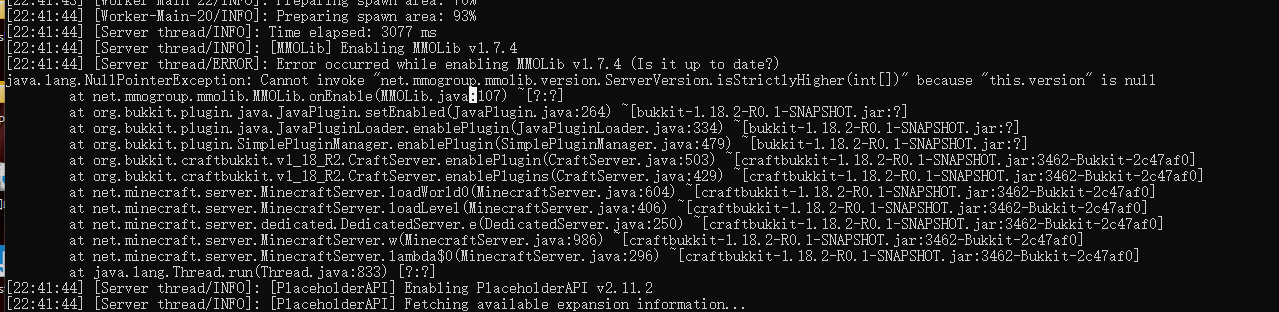 [22:41:43] [Worker-Main-22/INFO]: Preparing spawn area: 70%
[22:41:44] [Worker-Main-20/INFO]: Preparing spawn area: 93%
[22:41:44] [Server thread/INFO]: Time elapsed: 3077 ms
[22:41:44] [Server thread/INFO]: [MMOLib] Enabling MMOLib v1.7.4
[22:41:44] [Server thread/ERROR]: Error occurred while enabling MMOLib v1.7.4 (Is it up to date?)
java.lang.NullPointerException: Cannot invoke "net.mmogroup.mmolib.version.ServerVersion.isStrictlyHigher(int[])" because "this.version" is null
at net.mmogroup.mmolib.MMOLib.onEnable(MMOLib.java:107) ~[?:?]
at org.bukkit.plugin.java.JavaPlugin.setEnabled(JavaPlugin.java:264) ~[bukkit-1.18.2-R0.1-SNAPSHOT.jar:?]
at org.bukkit.plugin.java.JavaPluginLoader.enablePlugin(JavaPluginLoader.java:334) ~[bukkit-1.18.2-R0.1-SNAPSHOT.jar:?]
at org.bukkit.plugin.SimplePluginManager.enablePlugin(SimplePluginManager.java:479) ~[bukkit-1.18.2-R0.1-SNAPSHOT.jar:?]
at org.bukkit.craftbukkit.v1_18_R2.CraftServer.enablePlugin(CraftServer.java:503) ~[craftbukkit-1.18.2-R0.1-SNAPSHOT.jar:3462-Bukkit-2c47af0]
at org.bukkit.craftbukkit.v1_18_R2.CraftServer.enablePlugins(CraftServer.java:429) ~[craftbukkit-1.18.2-R0.1-SNAPSHOT.jar:3462-Bukkit-2c47af0]
at net.minecraft.server.MinecraftServer.loadWorld0(MinecraftServer.java:604) ~[craftbukkit-1.18.2-R0.1-SNAPSHOT.jar:3462-Bukkit-2c47af0]
at net.minecraft.server.MinecraftServer.loadLevel(MinecraftServer.java:406) ~[craftbukkit-1.18.2-R0.1-SNAPSHOT.jar:3462-Bukkit-2c47af0]
at net.minecraft.server.dedicated.DedicatedServer.e(DedicatedServer.java:250) ~[craftbukkit-1.18.2-R0.1-SNAPSHOT.jar:3462-Bukkit-2c47af0]
at net.minecraft.server.MinecraftServer.w(MinecraftServer.java:986) ~[craftbukkit-1.18.2-R0.1-SNAPSHOT.jar:3462-Bukkit-2c47af0]
at net.minecraft.server.MinecraftServer.lambda$0(MinecraftServer.java:296) ~[craftbukkit-1.18.2-R0.1-SNAPSHOT.jar:3462-Bukkit-2c47af0]
at java.lang.Thread.run(Thread.java:833) [?:?]
[22:41:44] [Server thread/INFO]: [PlaceholderAPI] Enabling PlaceholderAPI v2.11.2
[22:41:44] [Server thread/INFO]: [PlaceholderAPI] Fetching available expansion information...